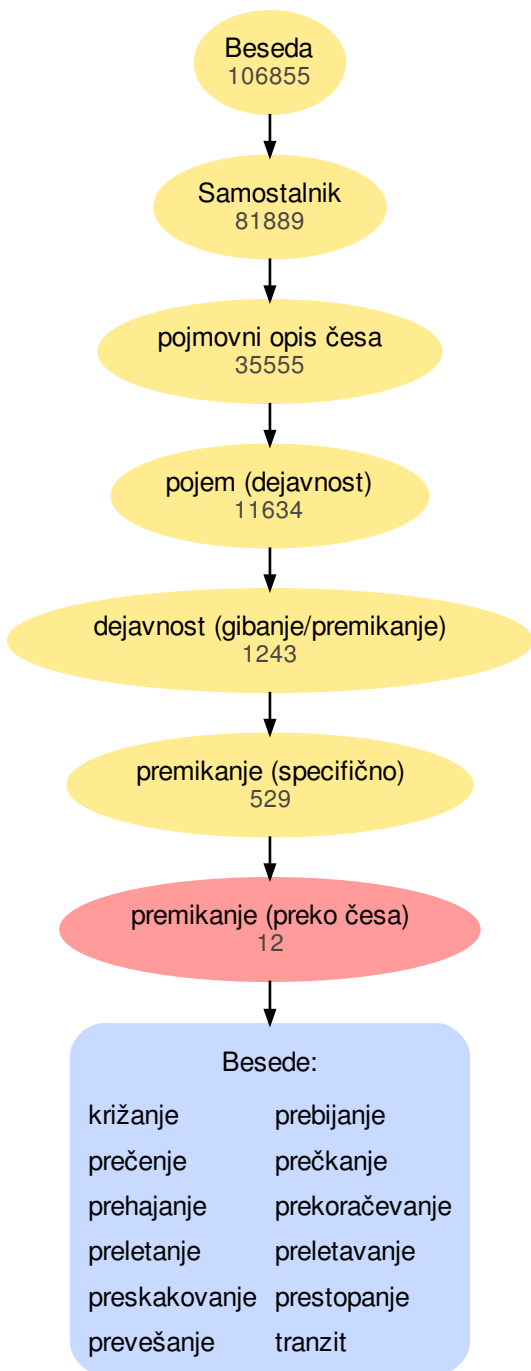 Beseda
106855
Samostalnik
81889
pojmovni opis česa
35555
pojem (dejavnost)
11634
dejavnost (gibanje/premikanje)
1243
premikanje (specifično)
529
premikanje (preko česa)
12
Besede:
križanje prebijanje
prečenje prečkanje
prehajanje prekoračevanje
preletanje preletavanje
preskakovanje prestopanje
prevešanje tranzit